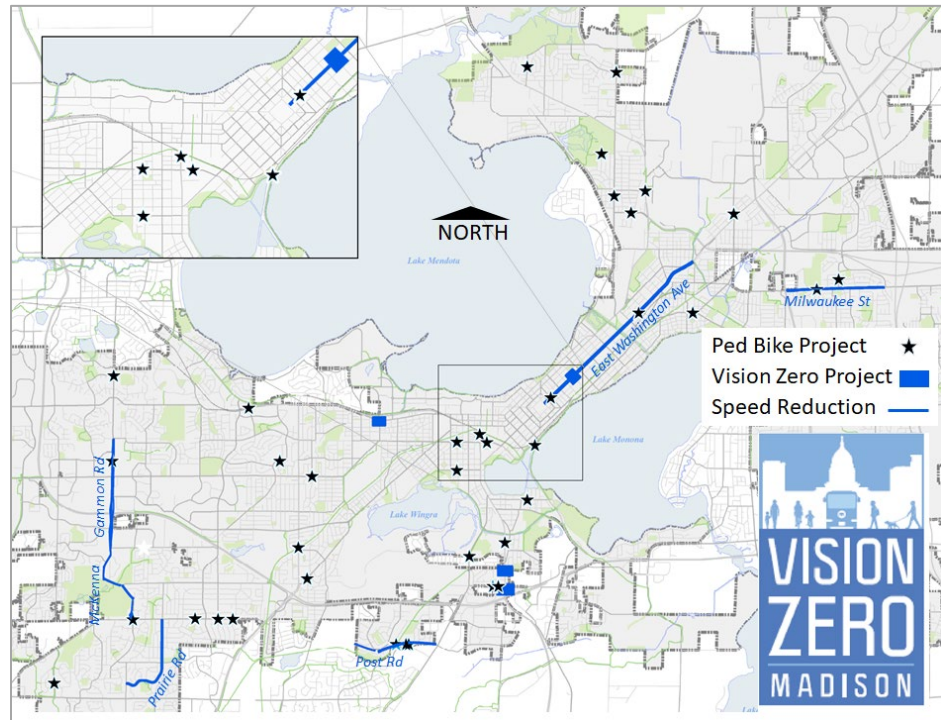 NORTH
Lake Mendota
East Washington Ave
Milwaukee St
Ped Bike Project
Vision Zero Project
Speed Reduction
Lake Monona
Gammon Rd
Lake Wingra
McKenna
Prairie Rd
Post Rd
VISION
ZERO
MADISON